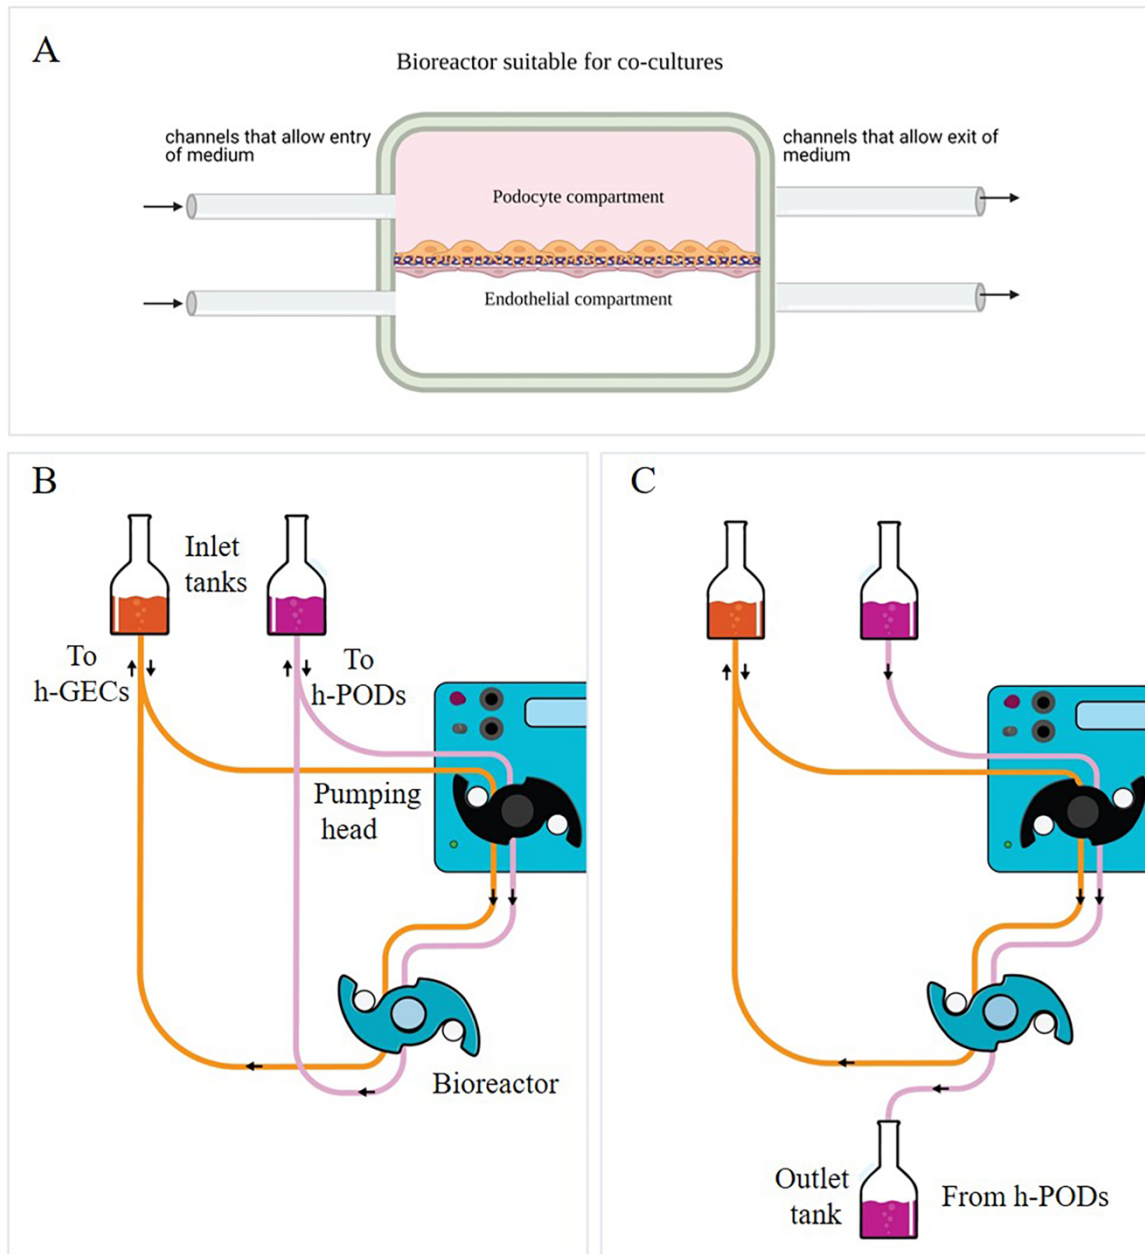 A
Bioreactor suitable for co-cultures
channels that allow entry
of medium
channels that allow exit of
medium
Podocyte compartment
Endothelial compartment
B
Inlet
tanks
To
h-GECs
To
h-PODs
Pumping
head
Bioreactor
C
Outlet
tank
From h-PODs